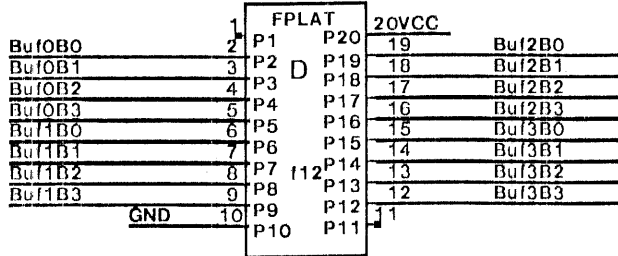 FPLAT
1 P1 P20 20VCC
Buf0B0 2 P2 P19 19 Buf2B0
Buf0B1 3 P3 D P18 18 Buf2B1
Buf0B2 4 P4 P17 17 Buf2B2
Buf0B3 5 P5 P16 16 Buf2B3
Buf1B0 6 P6 P15 15 Buf3B0
Buf1B1 7 P7 P14 14 Buf3B1
Buf1B2 8 P8 f12 P13 13 Buf3B2
Buf1B3 9 P9 P12 12 Buf3B3
GND 10 P10 P11 11